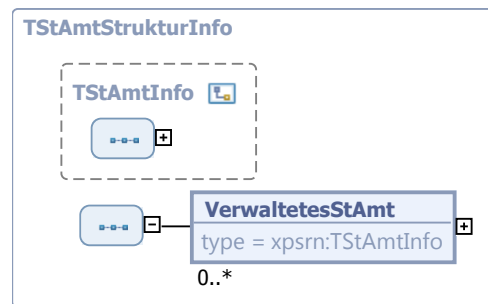 TStAmtStrukturInfo
TStAmtInfo
VerwaltetesStAmt
type = xpsrn:TStAmtInfo
0..*